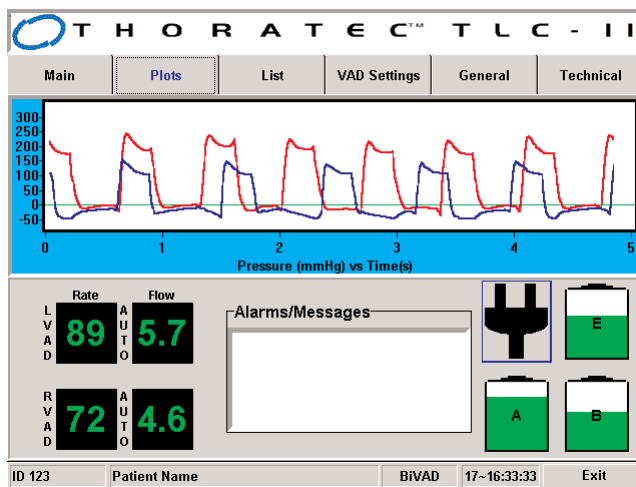 THORATEC™ TLC-II
Main Plots List VAD Settings General Technical
300
250
200
150
100
50
0
-50
0 1 2 3 4 5
Pressure (mmHg) vs Time(s)
Rate Flow
LVAD 89 AUTO 5.7
Alarms/Messages
E
RVAD 72 AUTO 4.6
A B
ID 123 Patient Name BiVAD 17~16:33:33 Exit